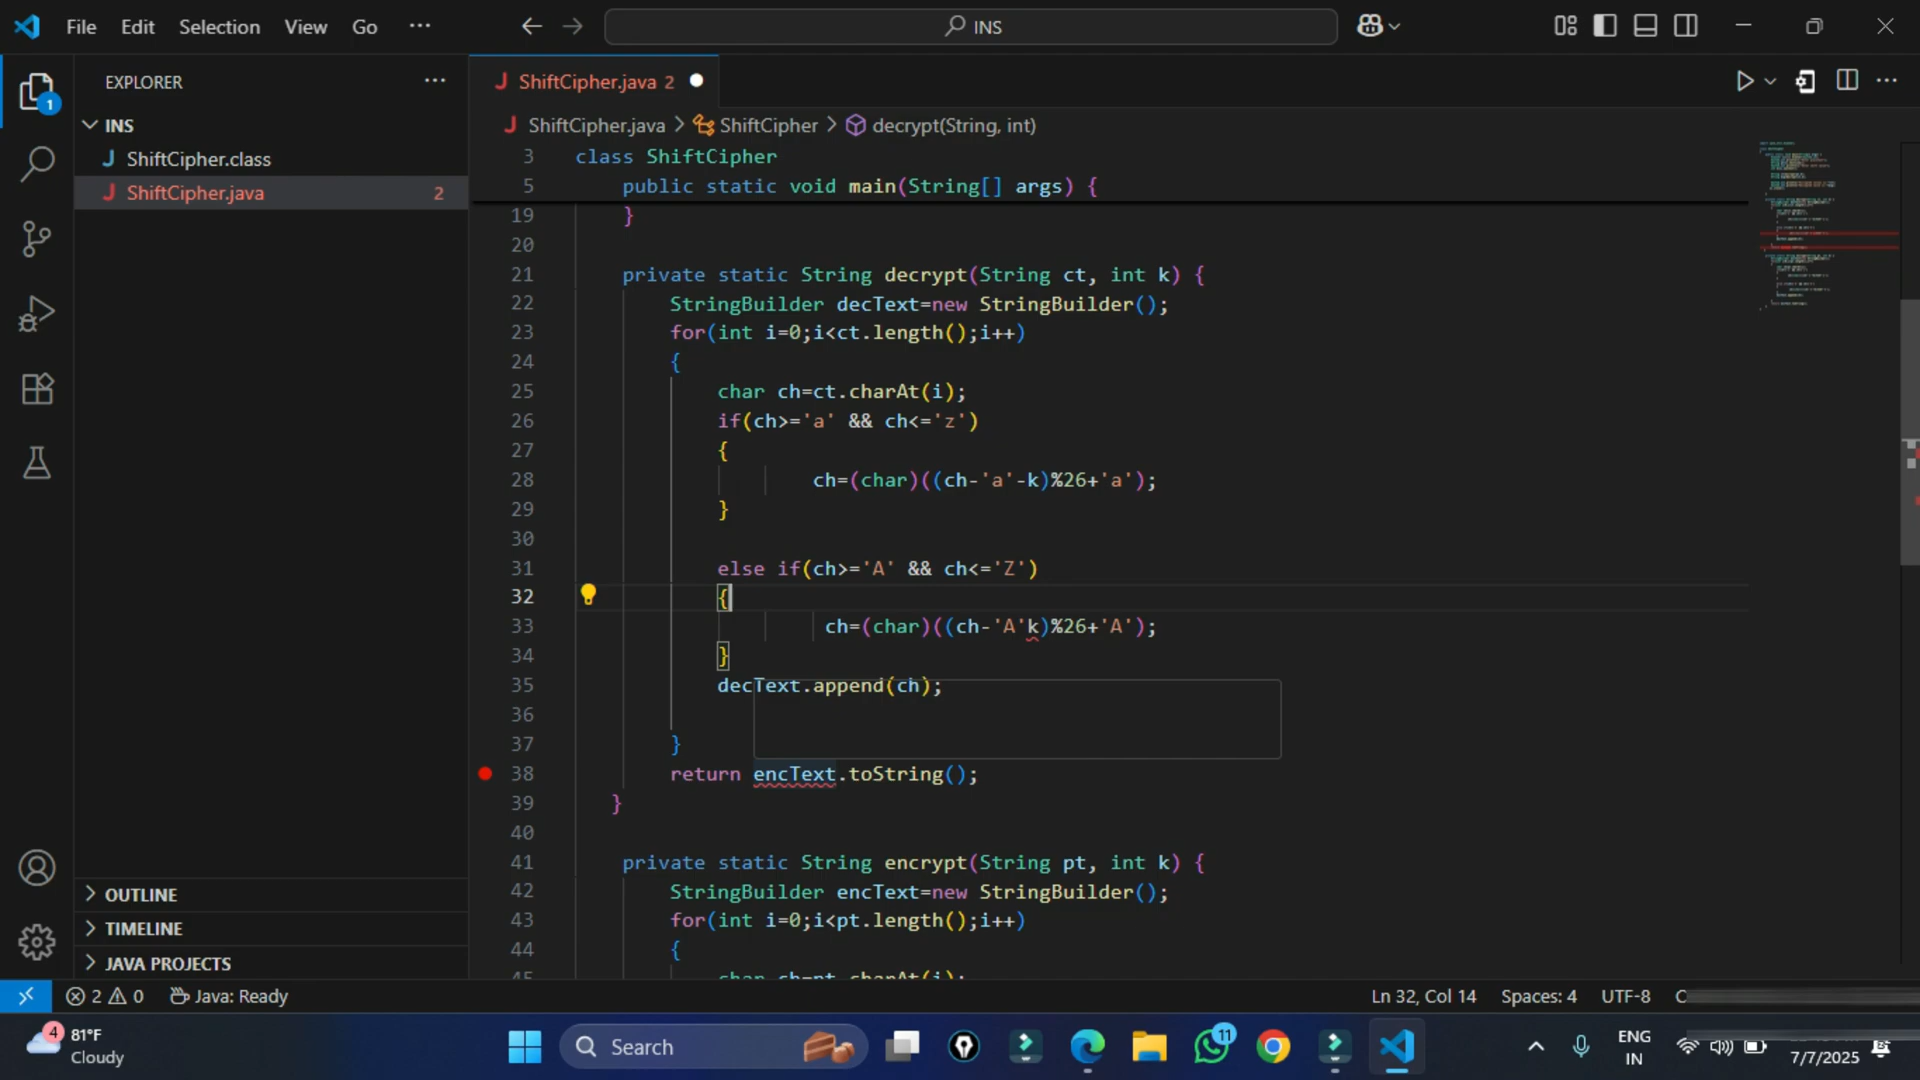 File Edit Selection View Go ··· INS
EXPLORER ···
INS
ShiftCipher.class
ShiftCipher.java 2
OUTLINE
TIMELINE
JAVA PROJECTS
ShiftCipher.java 2
ShiftCipher.java > ShiftCipher > decrypt(String, int)
3 class ShiftCipher
5 public static void main(String[] args) {
19 }
20
21 private static String decrypt(String ct, int k) {
22 StringBuilder decText=new StringBuilder();
23 for(int i=0;i<ct.length();i++)
24 {
25 char ch=ct.charAt(i);
26 if(ch>='a' && ch<='z')
27 {
28 ch=(char)((ch-'a'-k)%26+'a');
29 }
30
31 else if(ch>='A' && ch<='Z')
32 {
33 ch=(char)((ch-'A'k)%26+'A');
34 }
35 decText.append(ch);
36
37 }
38 return encText.toString();
39 }
40
41 private static String encrypt(String pt, int k) {
42 StringBuilder encText=new StringBuilder();
43 for(int i=0;i<pt.length();i++)
44 {
45 char ch=pt.charAt(i);
2 0 Java: Ready Ln 32, Col 14 Spaces: 4 UTF-8
4 81°F
Cloudy
Search
11
ENG
IN
7/7/2025